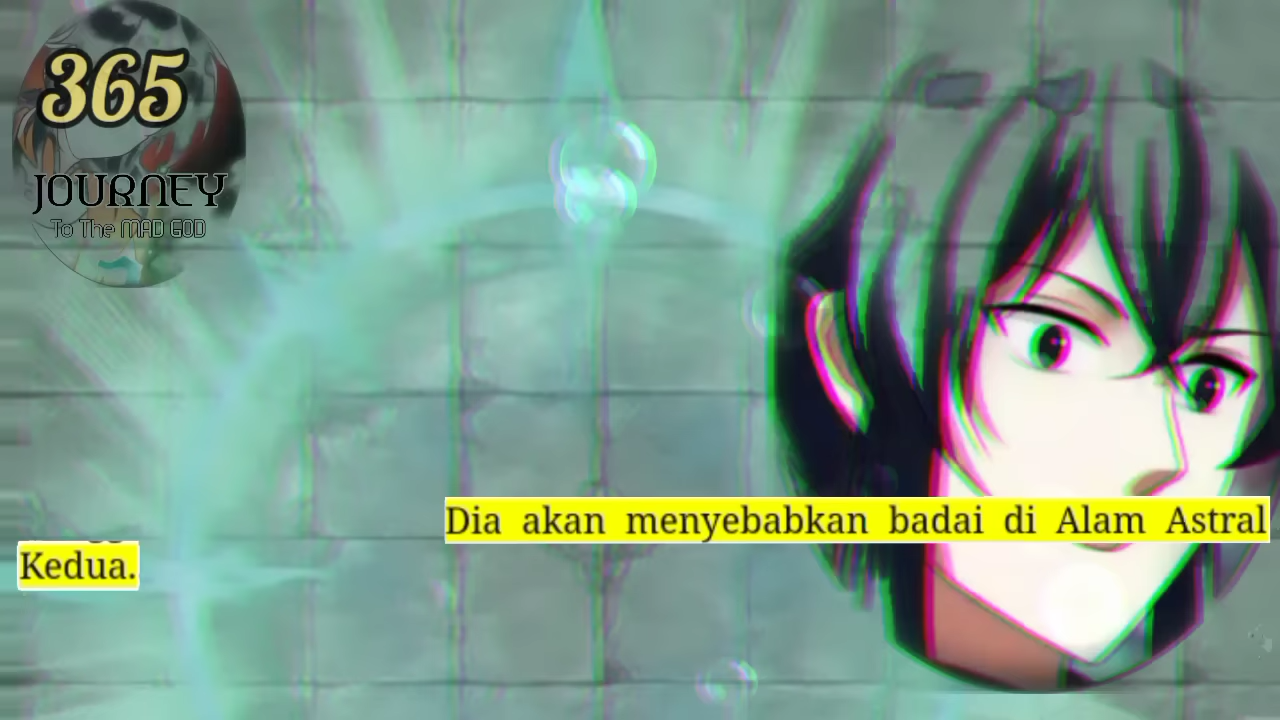 365
JOURNEY
To The MAD GOD
Dia akan menyebabkan badai di Alam Astral
Kedua.